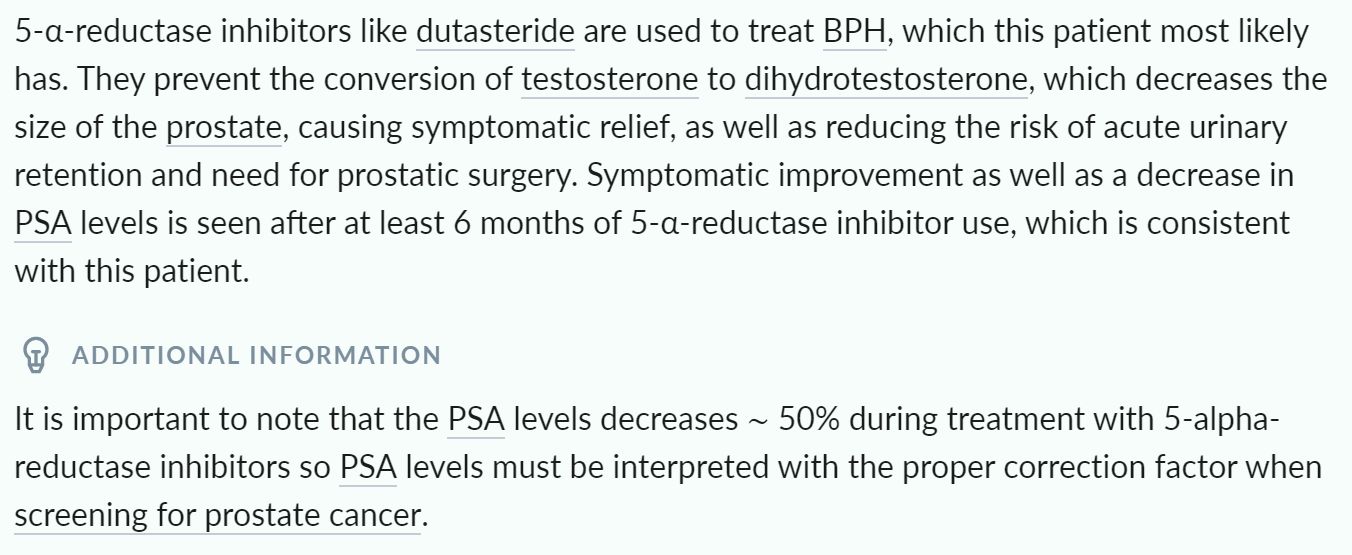 5-α-reductase inhibitors like dutasteride are used to treat BPH, which this patient most likely
has. They prevent the conversion of testosterone to dihydrotestosterone, which decreases the
size of the prostate, causing symptomatic relief, as well as reducing the risk of acute urinary
retention and need for prostatic surgery. Symptomatic improvement as well as a decrease in
PSA levels is seen after at least 6 months of 5-α-reductase inhibitor use, which is consistent
with this patient.
ADDITIONAL INFORMATION
It is important to note that the PSA levels decreases ~ 50% during treatment with 5-alpha-
reductase inhibitors so PSA levels must be interpreted with the proper correction factor when
screening for prostate cancer.